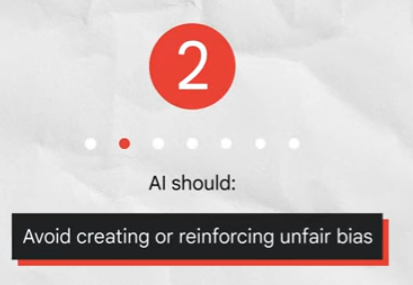 2
AI should:
Avoid creating or reinforcing unfair bias